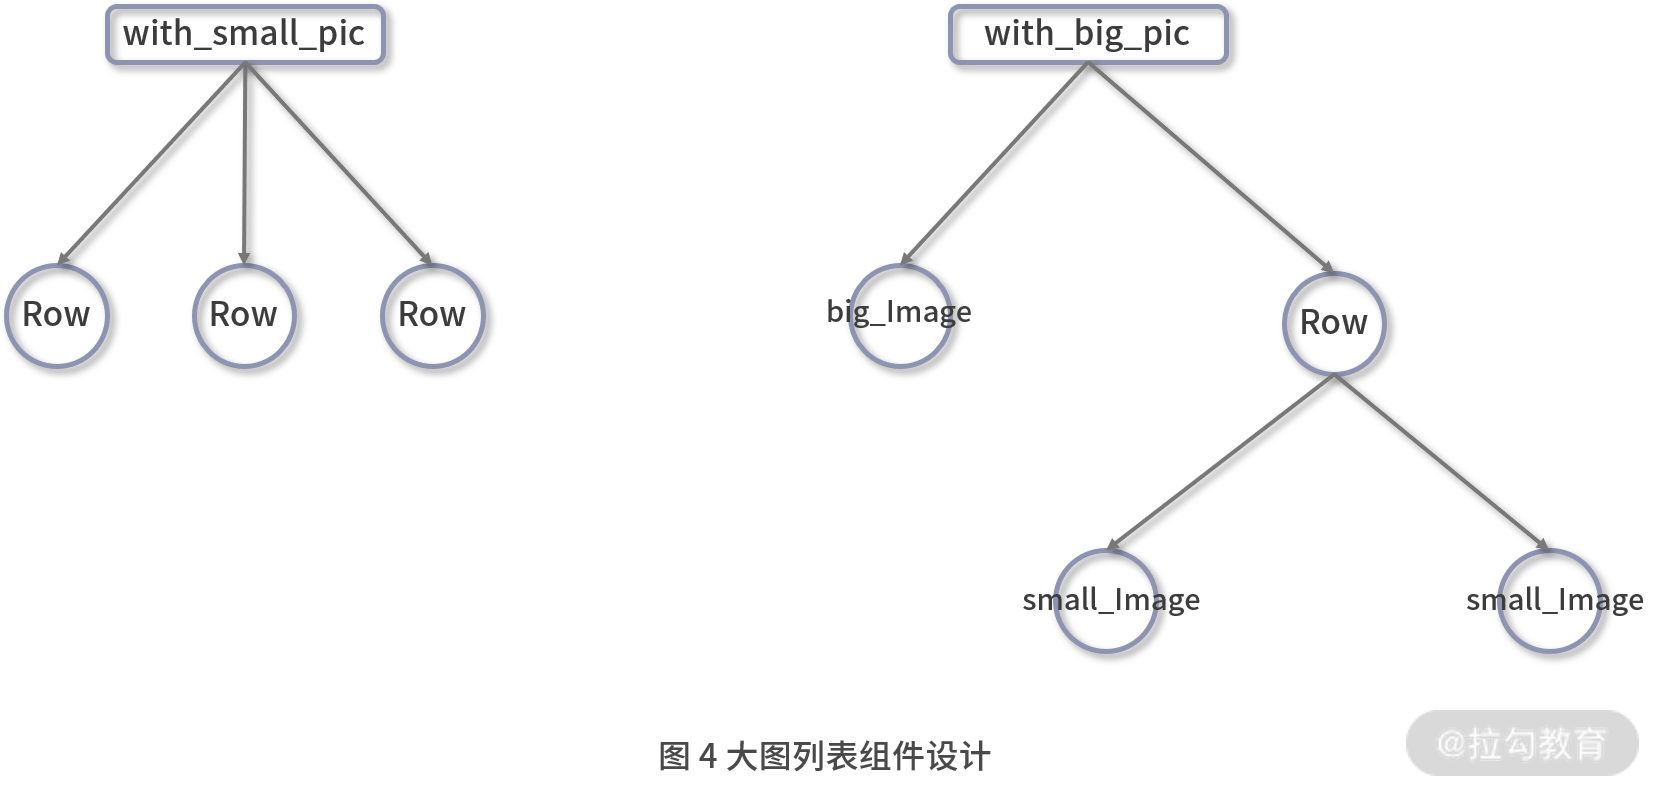 with_small_pic
with_big_pic
Row
Row
Row
big_Image
Row
small_Image
small_Image
图 4 大图列表组件设计
@拉勾教育